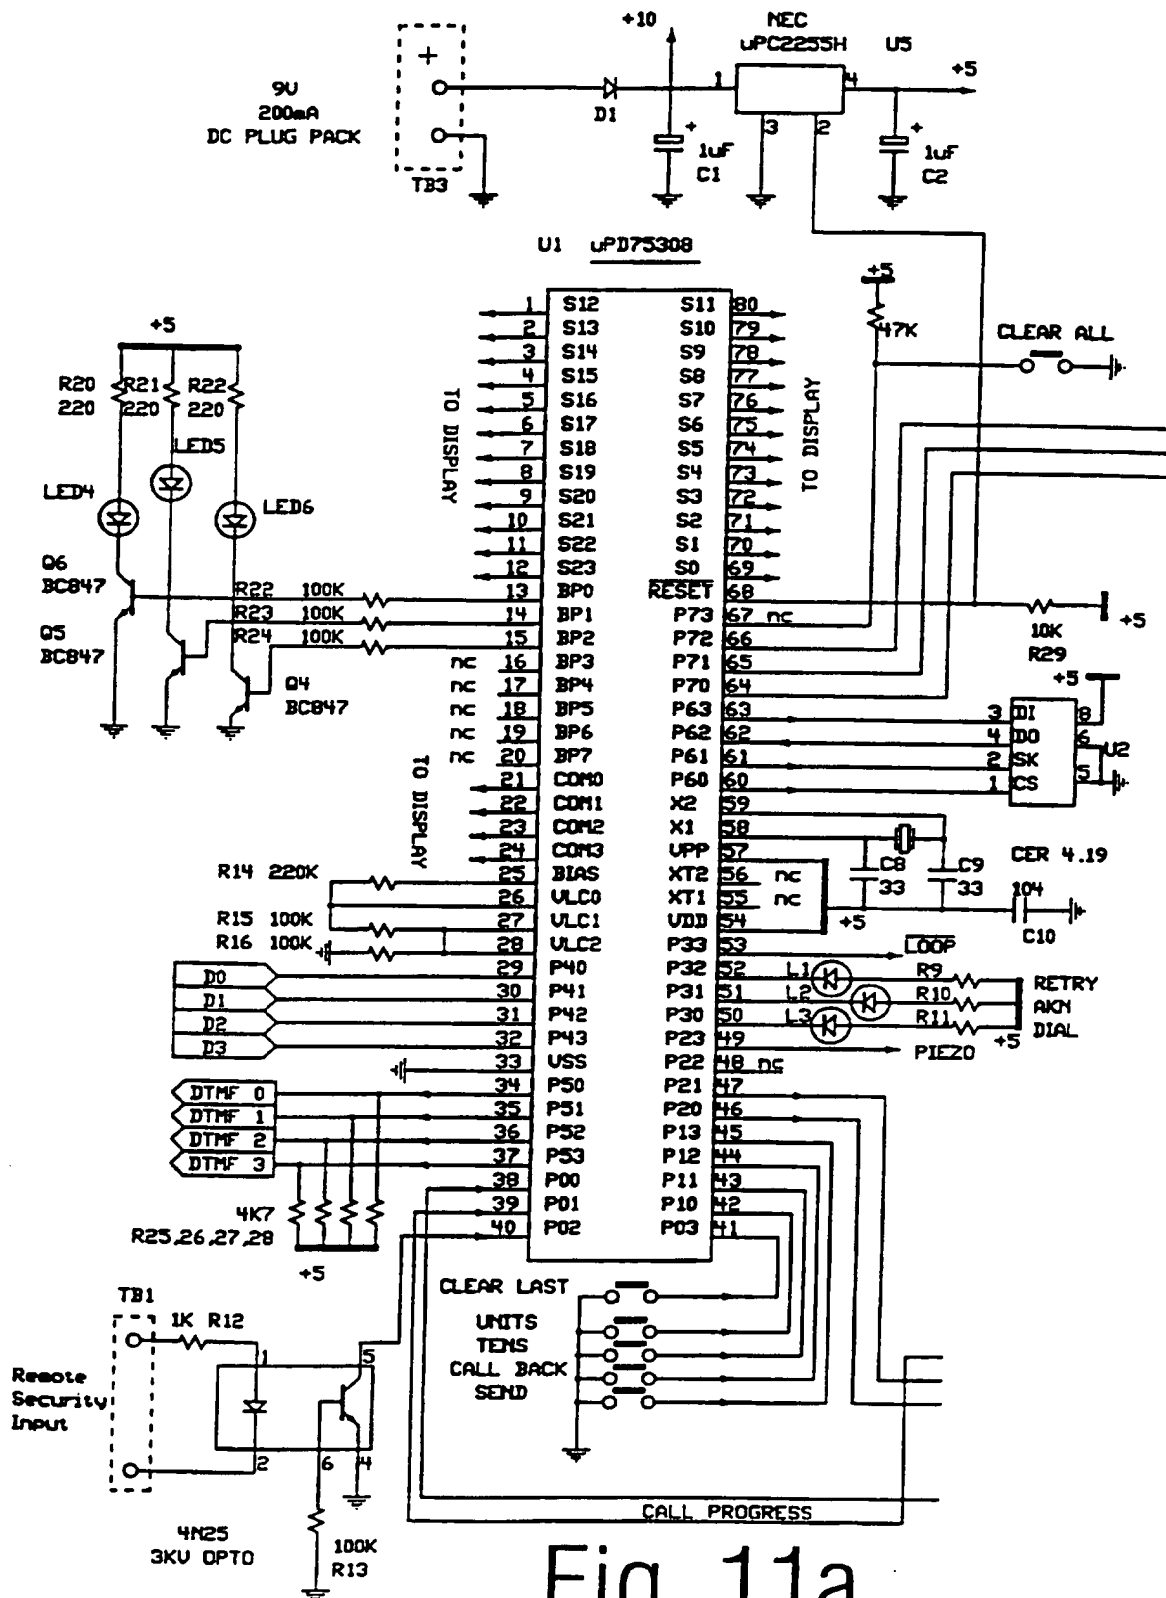 +10
NEC
uPC2255H U5
+
1 4
+5
9V
200mA
DC PLUG PACK
D1
3 2
+
1uF
C1
+
1uF
C2
TB3
U1 uPD75308
+5
47K
CLEAR ALL
+5
R20 R21 R22
220 220 220
LED5
LED4
LED6
Q6
BC847
Q5
BC847
Q4
BC847
R22 100K
R23 100K
R24 100K
TO DISPLAY
TO DISPLAY
TO DISPLAY
1 S12 S11 80
2 S13 S10 79
3 S14 S9 78
4 S15 S8 77
5 S16 S7 76
6 S17 S6 75
7 S18 S5 74
8 S19 S4 73
9 S20 S3 72
10 S21 S2 71
11 S22 S1 70
12 S23 S0 69
13 BP0 RESET 68
14 BP1 P73 67 nc
15 BP2 P72 66
nc 16 BP3 P71 65
nc 17 BP4 P70 64
nc 18 BP5 P63 63
nc 19 BP6 P62 62
nc 20 BP7 P61 61
21 COM0 P60 60
22 COM1 X2 59
23 COM2 X1 58
24 COM3 VPP 57
25 BIAS XT2 56 nc
26 VLC0 XT1 55 nc
27 VLC1 VDD 54
28 VLC2 P33 53
29 P40 P32 52
30 P41 P31 51
31 P42 P30 50
32 P43 P23 49
33 VSS P22 48 nc
34 P50 P21 47
35 P51 P20 46
36 P52 P13 45
37 P53 P12 44
38 P00 P11 43
39 P01 P10 42
40 P02 P03 41
10K
R29
+5
+5
3 DI 8
4 DO 6
2 SK
1 CS 5
U2
C8
33
C9
33
CER 4.19
+5
104
C10
LOOP
L1 R9 RETRY
L2 R10 AKN
L3 R11 DIAL
+5
PIEZO
R14 220K
R15 100K
R16 100K
D0
D1
D2
D3
DTMF 0
DTMF 1
DTMF 2
DTMF 3
4K7
R25,26,27,28
+5
CLEAR LAST
UNITS
TENS
CALL BACK
SEND
TB1
1K R12
1 5
Remote
Security
Input
2 6 4
4N25
3KV OPTO
100K
R13
CALL PROGRESS
Fig 11a